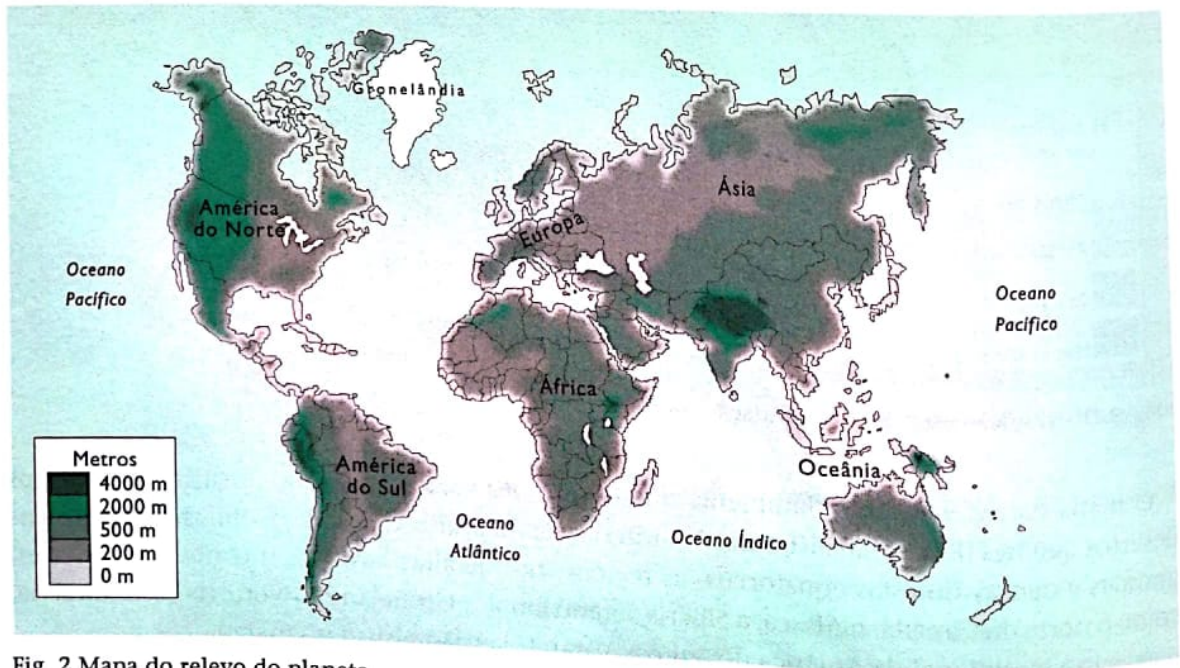 Gronelândia
América
do Norte
Europa
Ásia
Oceano
Pacífico
Oceano
Pacífico
África
América
do Sul
Oceânia
Oceano
Atlântico
Oceano Índico
Metros
4000 m
2000 m
500 m
200 m
0 m
Fig. 2 Mapa do relevo do planeta